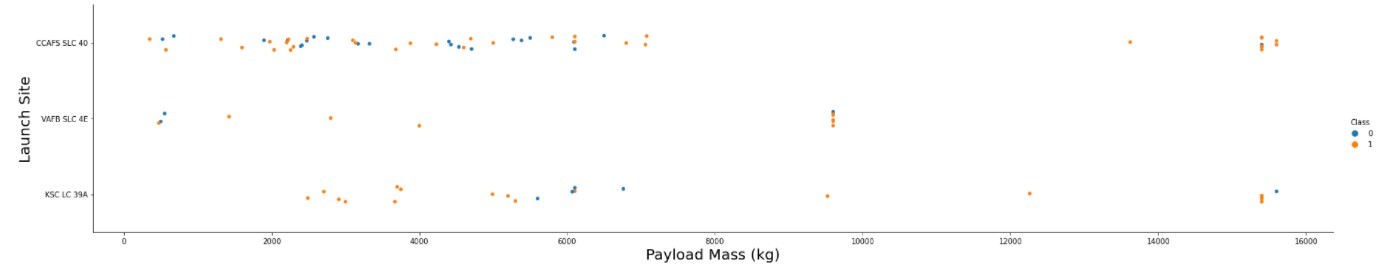 Launch Site
CCAFS SLC 40
VAFB SLC 4E
KSC LC 39A
0 2000 4000 6000 8000 10000 12000 14000 16000
Payload Mass (kg)
Class
0
1